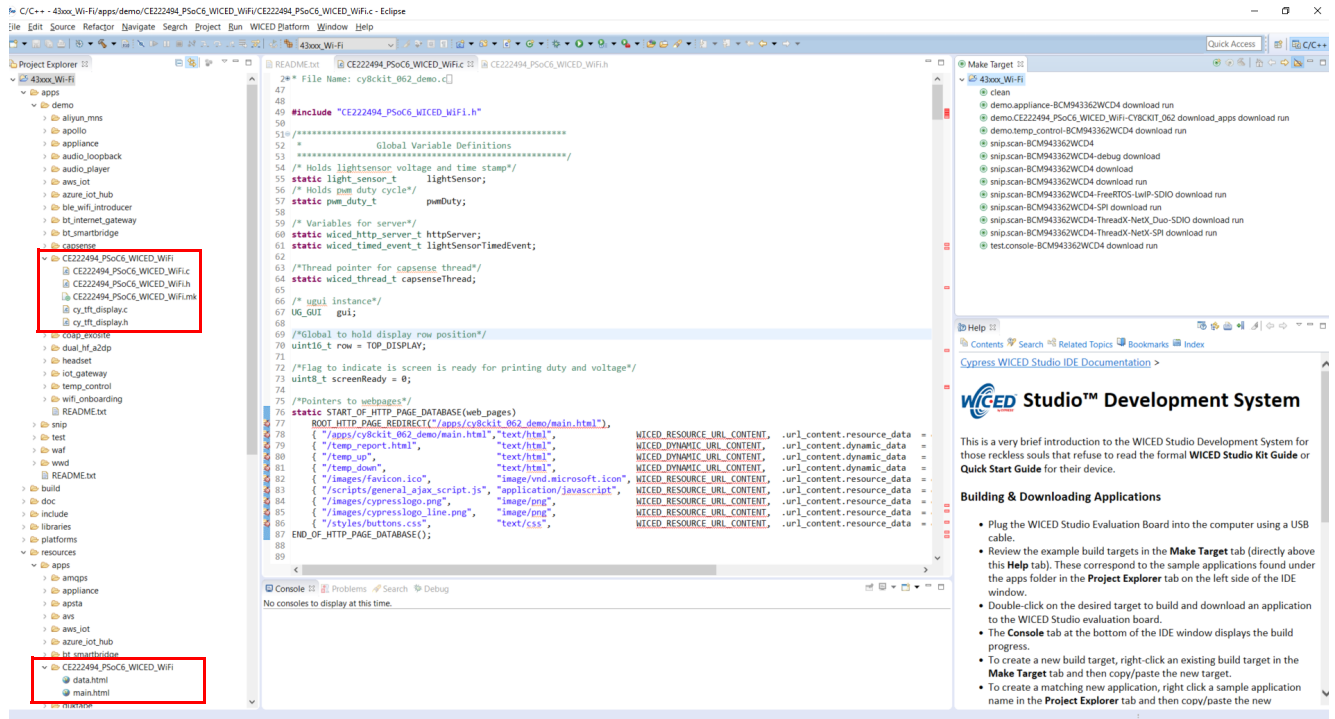 C/C++ - 43xxx_Wi-Fi/apps/demo/CE222494_PSoC6_WICED_WiFi/CE222494_PSoC6_WICED_WiFi.c - Eclipse
File Edit Source Refactor Navigate Search Project Run WICED Platform Window Help
43xxx_Wi-Fi
Quick Access
C/C++
Project Explorer
43xxx_Wi-Fi
apps
demo
aliyun_mns
apollo
appliance
audio_loopback
audio_player
aws_iot
azure_iot_hub
ble_wifi_introducer
bt_internet_gateway
bt_smartbridge
capsense
CE222494_PSoC6_WICED_WiFi
CE222494_PSoC6_WICED_WiFi.c
CE222494_PSoC6_WICED_WiFi.h
CE222494_PSoC6_WICED_WiFi.mk
cy_tft_display.c
cy_tft_display.h
coap_exosite
dual_hf_a2dp
headset
iot_gateway
temp_control
wifi_onboarding
README.txt
snip
test
waf
wwd
README.txt
build
doc
include
libraries
platforms
resources
apps
amqps
appliance
apsta
avs
aws_iot
azure_iot_hub
bt_smartbridge
CE222494_PSoC6_WICED_WiFi
data.html
main.html
duktape
README.txt CE222494_PSoC6_WICED_WiFi.c CE222494_PSoC6_WICED_WiFi.h
2 * File Name: cy8ckit_062_demo.c
47
48
49 #include "CE222494_PSoC6_WICED_WiFi.h"
50
51 /******************************************************
52 * Global Variable Definitions
53 ******************************************************/
54 /* Holds lightsensor voltage and time stamp*/
55 static light_sensor_t lightSensor;
56 /* Holds pwm duty cycle*/
57 static pwm_duty_t pwmDuty;
58
59 /* Variables for server*/
60 static wiced_http_server_t httpServer;
61 static wiced_timed_event_t lightSensorTimedEvent;
62
63 /*Thread pointer for capsense thread*/
64 static wiced_thread_t capsenseThread;
65
66 /* ugui instance*/
67 UG_GUI gui;
68
69 /*Global to hold display row position*/
70 uint16_t row = TOP_DISPLAY;
71
72 /*Flag to indicate is screen is ready for printing duty and voltage*/
73 uint8_t screenReady = 0;
74
75 /*Pointers to webpages*/
76 static START_OF_HTTP_PAGE_DATABASE(web_pages)
77 ROOT_HTTP_PAGE_REDIRECT("/apps/cy8ckit_062_demo/main.html"),
78 { "/apps/cy8ckit_062_demo/main.html","text/html", WICED_RESOURCE_URL_CONTENT, .url_content.resource_data =
79 { "/temp_report.html", "text/html", WICED_DYNAMIC_URL_CONTENT, .url_content.dynamic_data =
80 { "/temp_up", "text/html", WICED_DYNAMIC_URL_CONTENT, .url_content.dynamic_data =
81 { "/temp_down", "text/html", WICED_DYNAMIC_URL_CONTENT, .url_content.dynamic_data =
82 { "/images/favicon.ico", "image/vnd.microsoft.icon", WICED_RESOURCE_URL_CONTENT, .url_content.resource_data =
83 { "/scripts/general_ajax_script.js", "application/javascript", WICED_RESOURCE_URL_CONTENT, .url_content.resource_data =
84 { "/images/cypresslogo.png", "image/png", WICED_RESOURCE_URL_CONTENT, .url_content.resource_data =
85 { "/images/cypresslogo_line.png", "image/png", WICED_RESOURCE_URL_CONTENT, .url_content.resource_data =
86 { "/styles/buttons.css", "text/css", WICED_RESOURCE_URL_CONTENT, .url_content.resource_data =
87 END_OF_HTTP_PAGE_DATABASE();
88
89
Console Problems Search Debug
No consoles to display at this time.
Make Target
43xxx_Wi-Fi
clean
demo.appliance-BCM943362WCD4 download run
demo.CE222494_PSoC6_WICED_WiFi-CY8CKIT_062 download_apps download run
demo.temp_control-BCM943362WCD4 download run
snip.scan-BCM943362WCD4
snip.scan-BCM943362WCD4-debug download
snip.scan-BCM943362WCD4 download
snip.scan-BCM943362WCD4 download run
snip.scan-BCM943362WCD4-FreeRTOS-LwIP-SDIO download run
snip.scan-BCM943362WCD4-SPI download run
snip.scan-BCM943362WCD4-ThreadX-NetX_Duo-SDIO download run
snip.scan-BCM943362WCD4-ThreadX-NetX-SPI download run
test.console-BCM943362WCD4 download run
Help
Contents Search Related Topics Bookmarks Index
Cypress WICED Studio IDE Documentation >
WICED Studio™ Development System
This is a very brief introduction to the WICED Studio Development System for
those reckless souls that refuse to read the formal WICED Studio Kit Guide or
Quick Start Guide for their device.
Building & Downloading Applications
• Plug the WICED Studio Evaluation Board into the computer using a USB
cable.
• Review the example build targets in the Make Target tab (directly above
this Help tab). These correspond to the sample applications found under
the apps folder in the Project Explorer tab on the left side of the IDE
window.
• Double-click on the desired target to build and download an application
to the WICED Studio evaluation board.
• The Console tab at the bottom of the IDE window displays the build
progress.
• To create a new build target, right-click an existing build target in the
Make Target tab and then copy/paste the new target.
• To create a matching new application, right click a sample application
name in the Project Explorer tab and then copy/paste the new